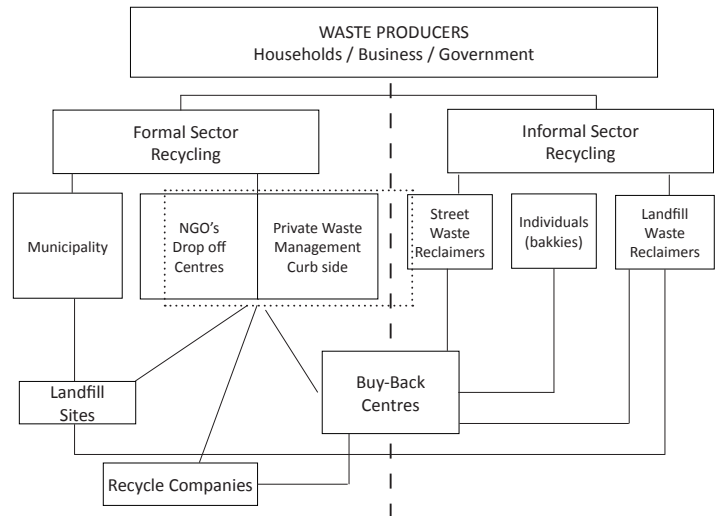 WASTE PRODUCERS
Households / Business / Government
Formal Sector
Recycling
Informal Sector
Recycling
Municipality
NGO's
Drop off
Centres
Private Waste
Management
Curb side
Street
Waste
Reclaimers
Individuals
(bakkies)
Landfill
Waste
Reclaimers
Landfill
Sites
Buy-Back
Centres
Recycle Companies